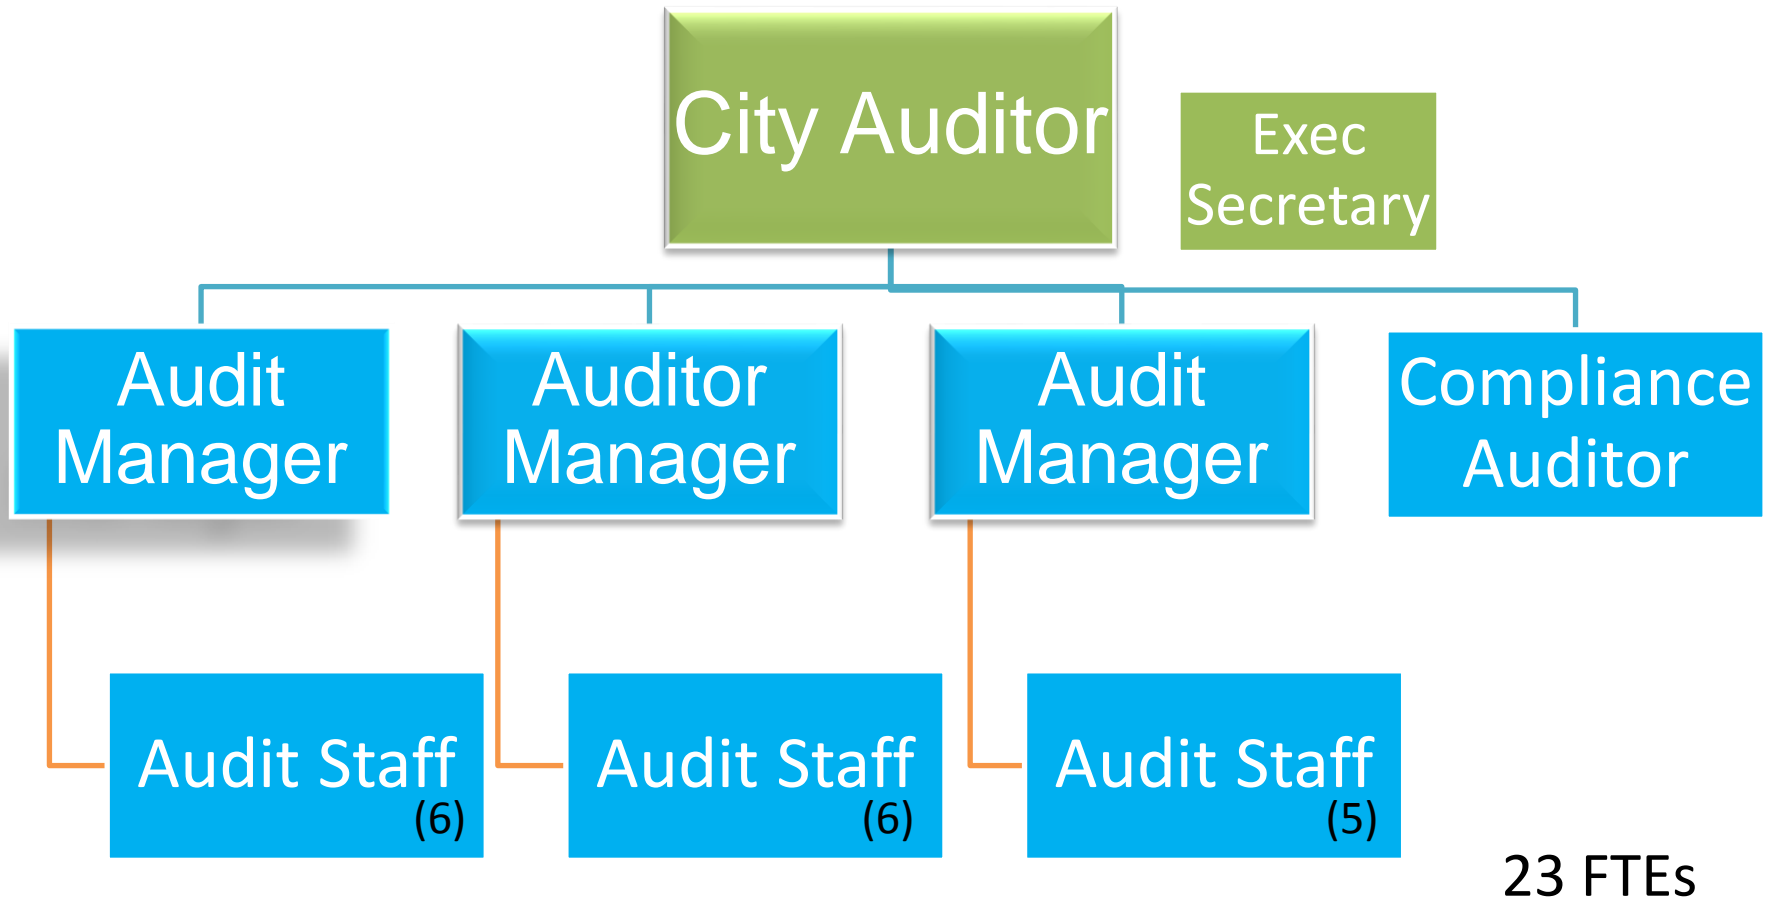 City Auditor
Exec
Secretary
Audit
Manager
Auditor
Manager
Audit
Manager
Compliance
Auditor
Audit Staff
(6)
Audit Staff
(6)
Audit Staff
(5)
23 FTEs